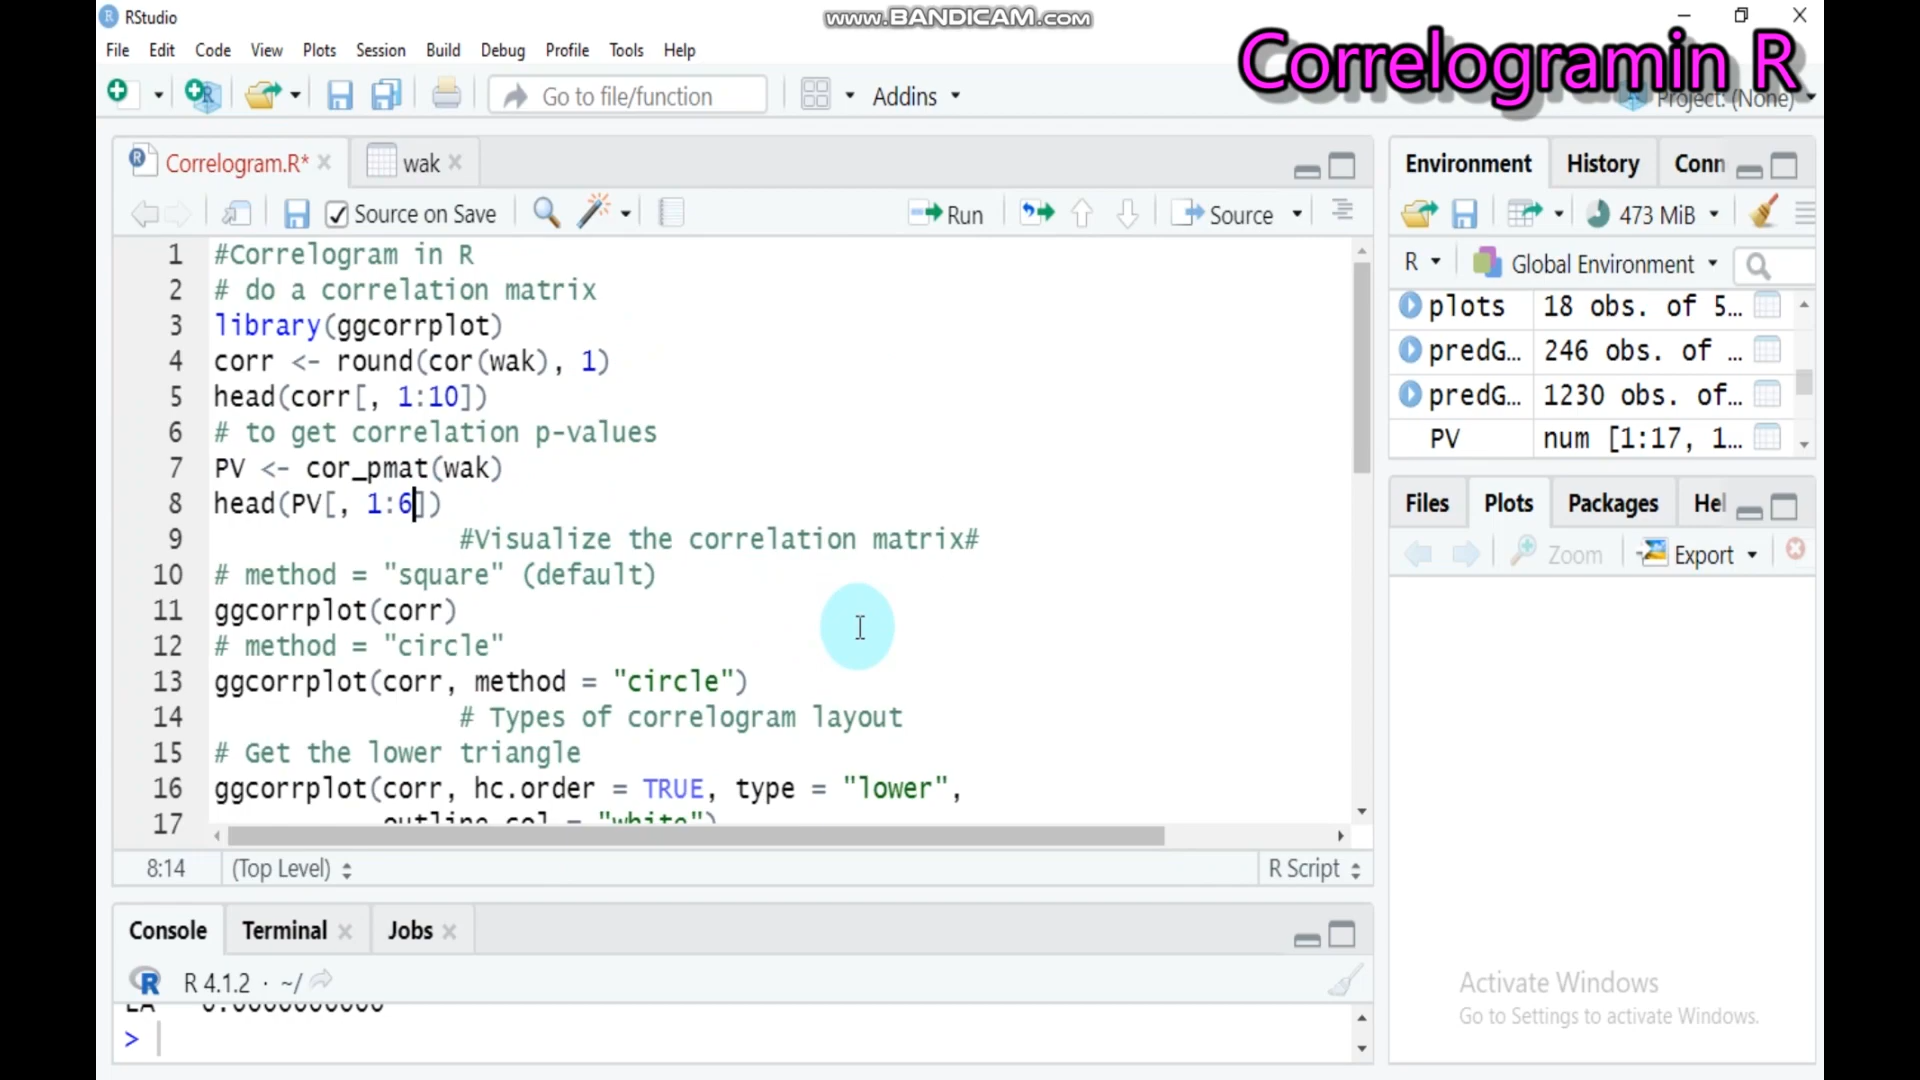 RStudio
www.BANDICAM.com
File Edit Code View Plots Session Build Debug Profile Tools Help
Correlogramin R
Go to file/function
Addins
Project: (None)
Correlogram.R*
wak
Source on Save
Run
Source
1 #Correlogram in R
2 # do a correlation matrix
3 library(ggcorrplot)
4 corr <- round(cor(wak), 1)
5 head(corr[, 1:10])
6 # to get correlation p-values
7 PV <- cor_pmat(wak)
8 head(PV[, 1:6])
9 #Visualize the correlation matrix#
10 # method = "square" (default)
11 ggcorrplot(corr)
12 # method = "circle"
13 ggcorrplot(corr, method = "circle")
14 # Types of correlogram layout
15 # Get the lower triangle
16 ggcorrplot(corr, hc.order = TRUE, type = "lower",
17 outline.col = "white")
8:14
(Top Level)
R Script
Console Terminal Jobs
R 4.1.2 · ~/
>
Environment History Conn
473 MiB
R Global Environment
plots 18 obs. of 5...
predG... 246 obs. of ...
predG... 1230 obs. of...
PV num [1:17, 1...
Files Plots Packages Hel
Zoom Export
Activate Windows
Go to Settings to activate Windows.